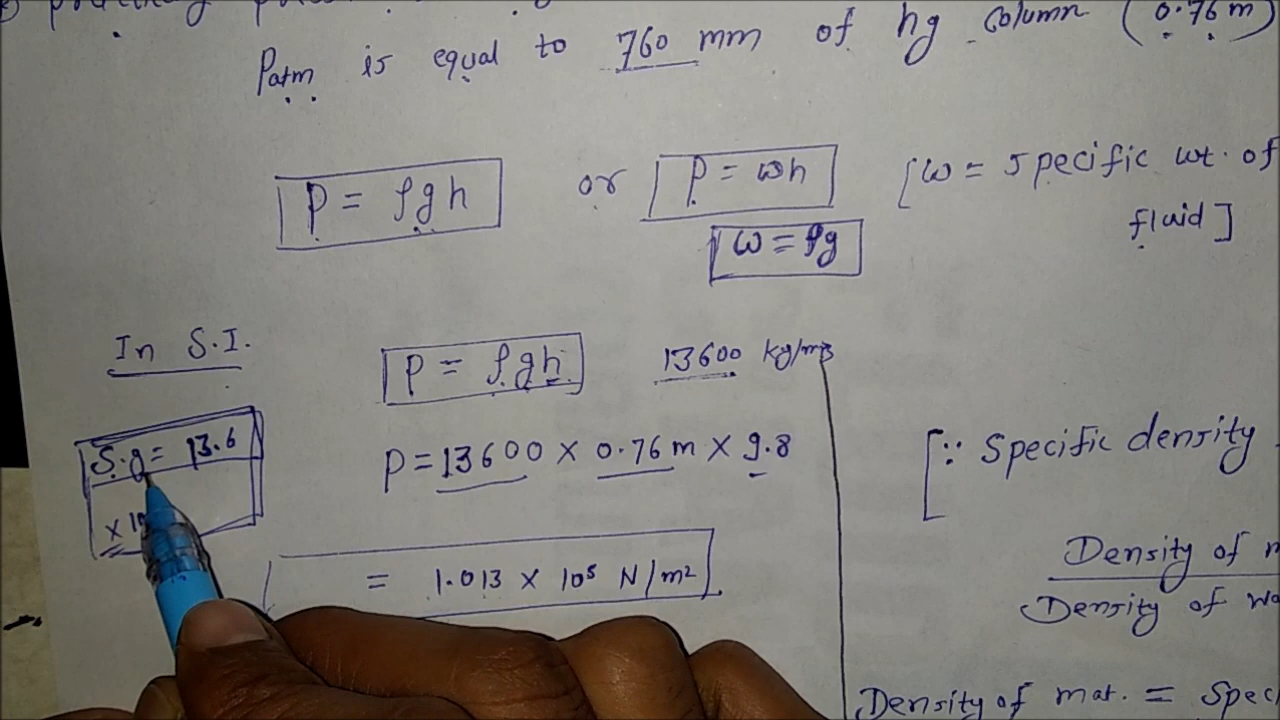 Patm is equal to 760 mm of hg column (0.76 m)
P = ρgh or P = ωh [ω = specific wt. of
fluid]
ω = ρg
In S.I.
P = ρgh 13600 kg/m3
S.g = 13.6
P = 13600 × 0.76 m × 9.8
[∵ Specific density
× 10
= 1.013 × 10⁵ N/m²
Density of m
Density of wa
Density of mat. = Spec